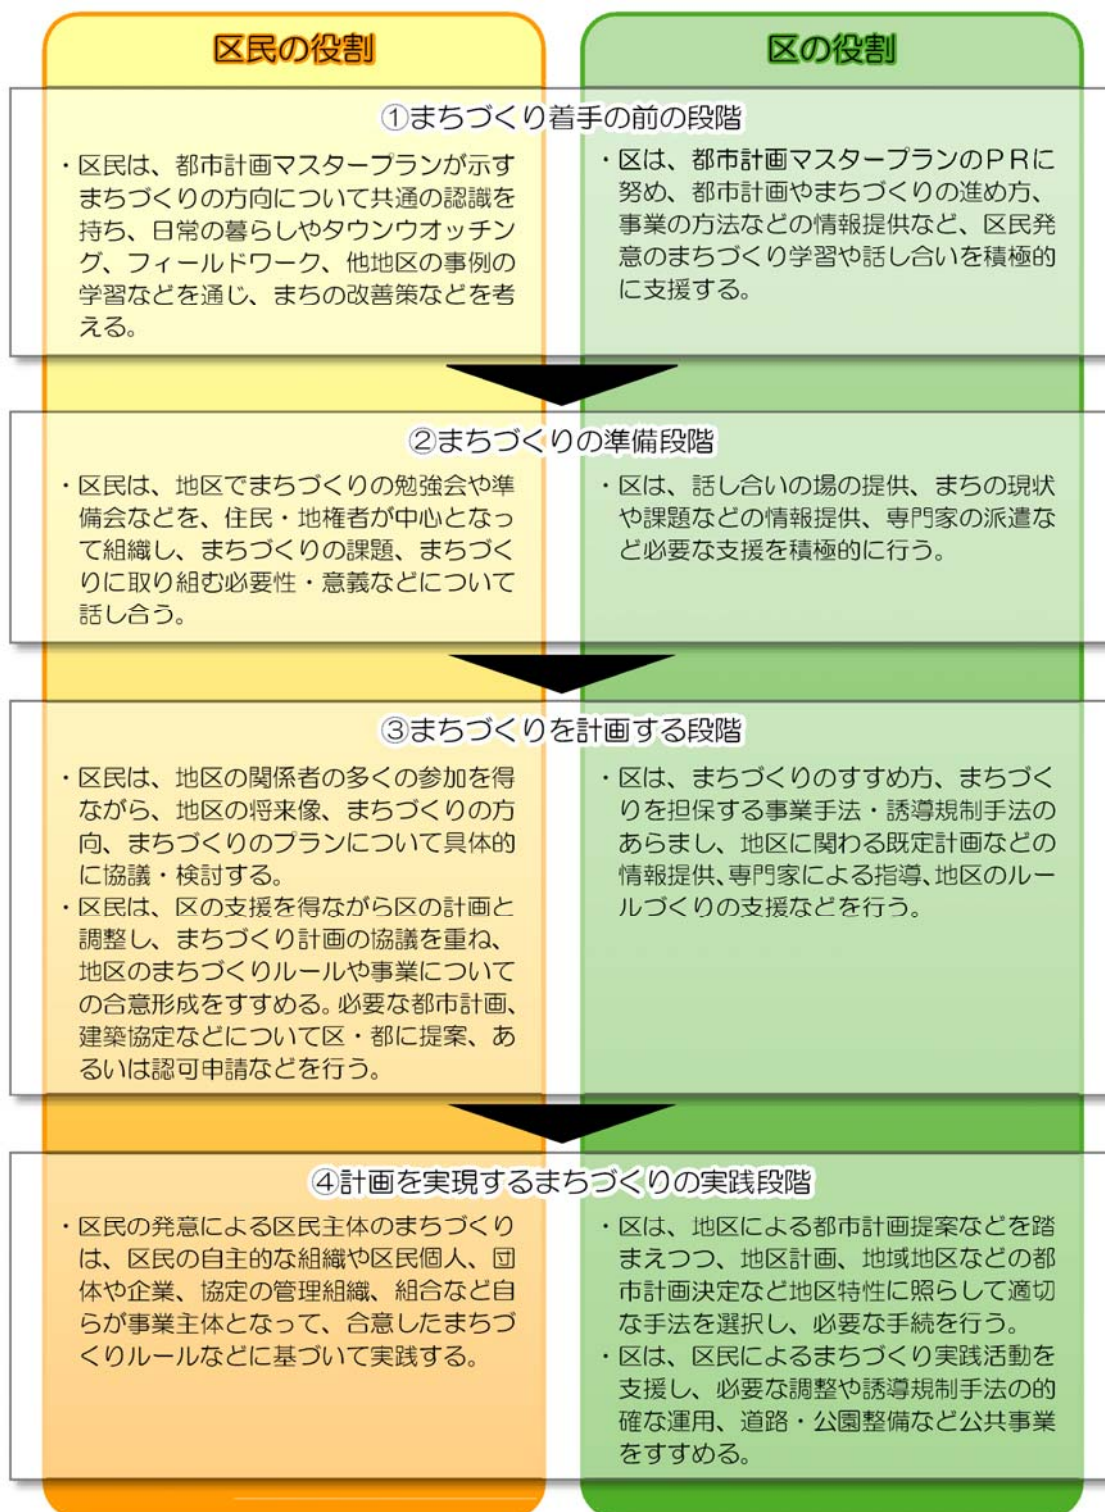 区民の役割
区の役割
①まちづくり着手の前の段階
・区民は、都市計画マスタープランが示す
まちづくりの方向について共通の認識を
持ち、日常の暮らしやタウンウオッチン
グ、フィールドワーク、他地区の事例の
学習などを通じ、まちの改善策などを考
える。
・区は、都市計画マスタープランのＰＲに
努め、都市計画やまちづくりの進め方、
事業の方法などの情報提供など、区民発
意のまちづくり学習や話し合いを積極的
に支援する。
②まちづくりの準備段階
・区民は、地区でまちづくりの勉強会や準
備会などを、住民・地権者が中心となっ
て組織し、まちづくりの課題、まちづく
りに取り組む必要性・意義などについて
話し合う。
・区は、話し合いの場の提供、まちの現状
や課題などの情報提供、専門家の派遣な
ど必要な支援を積極的に行う。
③まちづくりを計画する段階
・区民は、地区の関係者の多くの参加を得
ながら、地区の将来像、まちづくりの方
向、まちづくりのプランについて具体的
に協議・検討する。
・区民は、区の支援を得ながら区の計画と
調整し、まちづくり計画の協議を重ね、
地区のまちづくりルールや事業について
の合意形成をすすめる。必要な都市計画、
建築協定などについて区・都に提案、あ
るいは認可申請などを行う。
・区は、まちづくりのすすめ方、まちづく
りを担保する事業手法・誘導規制手法の
あらまし、地区に関わる既定計画などの
情報提供、専門家による指導、地区のルー
ルづくりの支援などを行う。
④計画を実現するまちづくりの実践段階
・区民の発意による区民主体のまちづくり
は、区民の自主的な組織や区民個人、団
体や企業、協定の管理組織、組合など自
らが事業主体となって、合意したまちづ
くりルールなどに基づいて実践する。
・区は、地区による都市計画提案などを踏
まえつつ、地区計画、地域地区などの都
市計画決定など地区特性に照らして適切
な手法を選択し、必要な手続を行う。
・区は、区民によるまちづくり実践活動を
支援し、必要な調整や誘導規制手法の的
確な運用、道路・公園整備など公共事業
をすすめる。